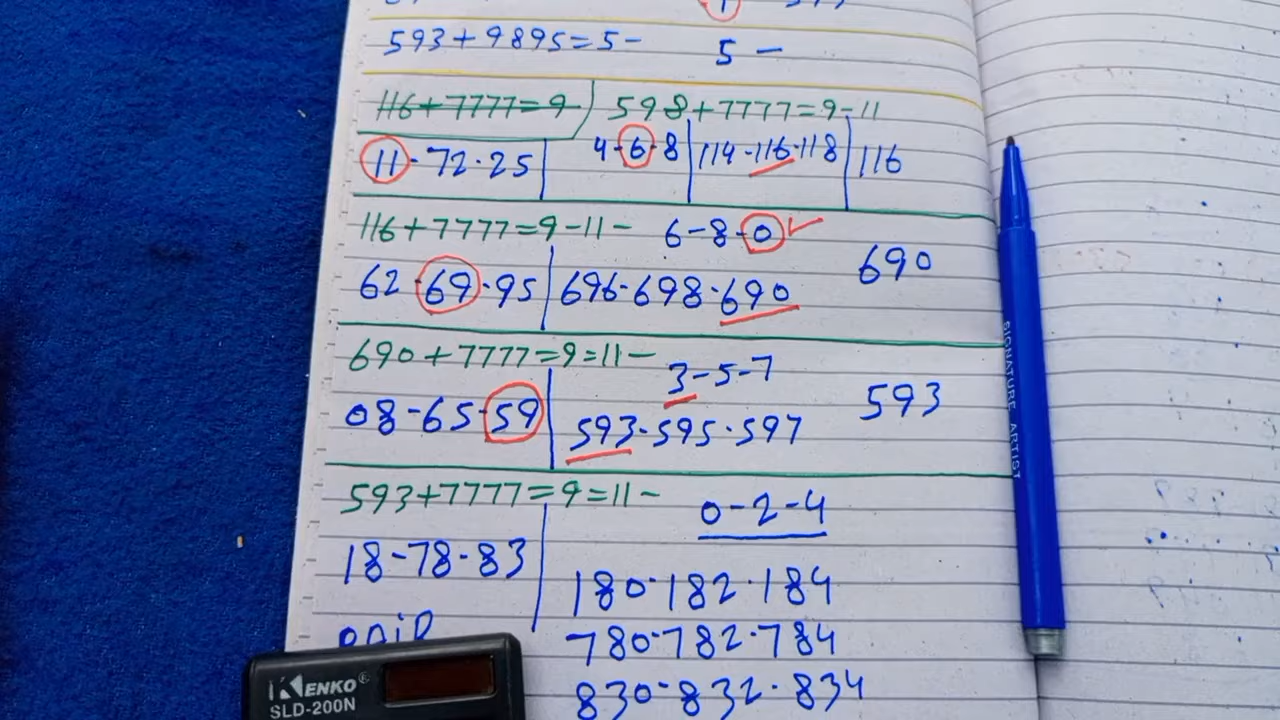 593+9895=5-    5 -
116+7777=9 ) 598+7777=9-11
11·72·25 | 4·6·8 | 114·116·118 | 116
116+7777=9-11-    6-8-0 ✓
62·69·95 | 696·698·690    690
690+7777=9=11-    3-5-7
08-65·59 | 593·595·597    593
593+7777=9=11-    0-2-4
18-78·83 | 180·182·184
780·782·784
830·832·834
KENKO®
SLD-200N
SIGNATURE ARTIST